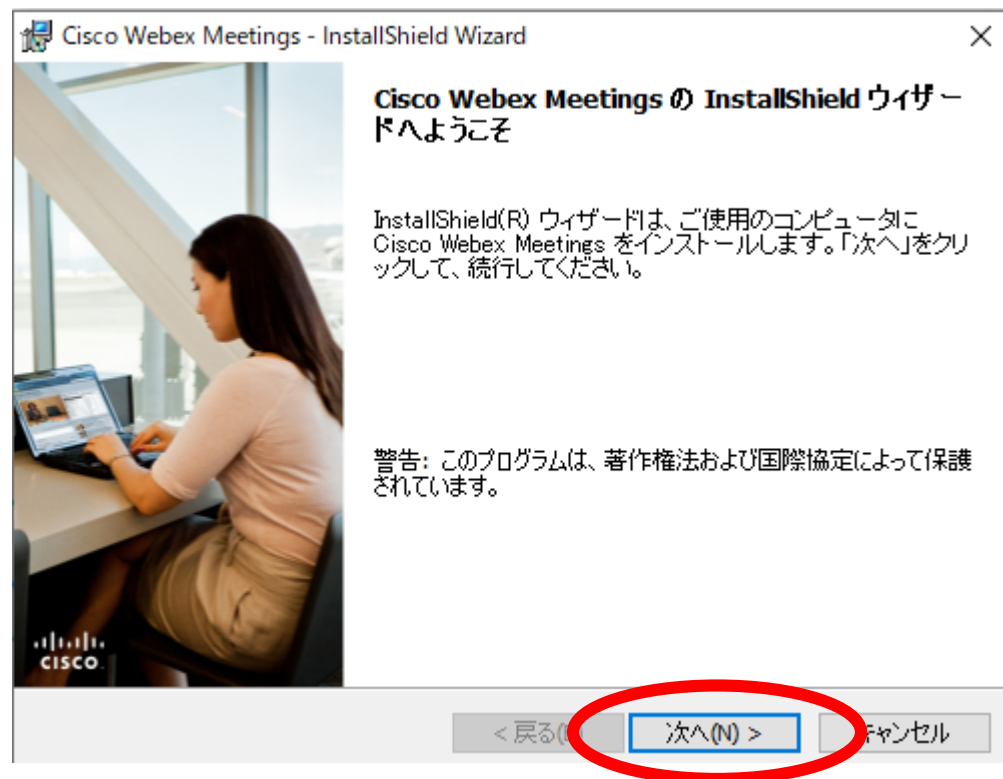 Cisco Webex Meetings - InstallShield Wizard
Cisco Webex Meetings の InstallShield ウィザー
ドへようこそ
InstallShield(R) ウィザードは、ご使用のコンピュータに
Cisco Webex Meetings をインストールします。「次へ」をクリ
ックして、続行してください。
警告: このプログラムは、著作権法および国際協定によって保護
されています。
CISCO
< 戻る(
次へ(N) >
キャンセル